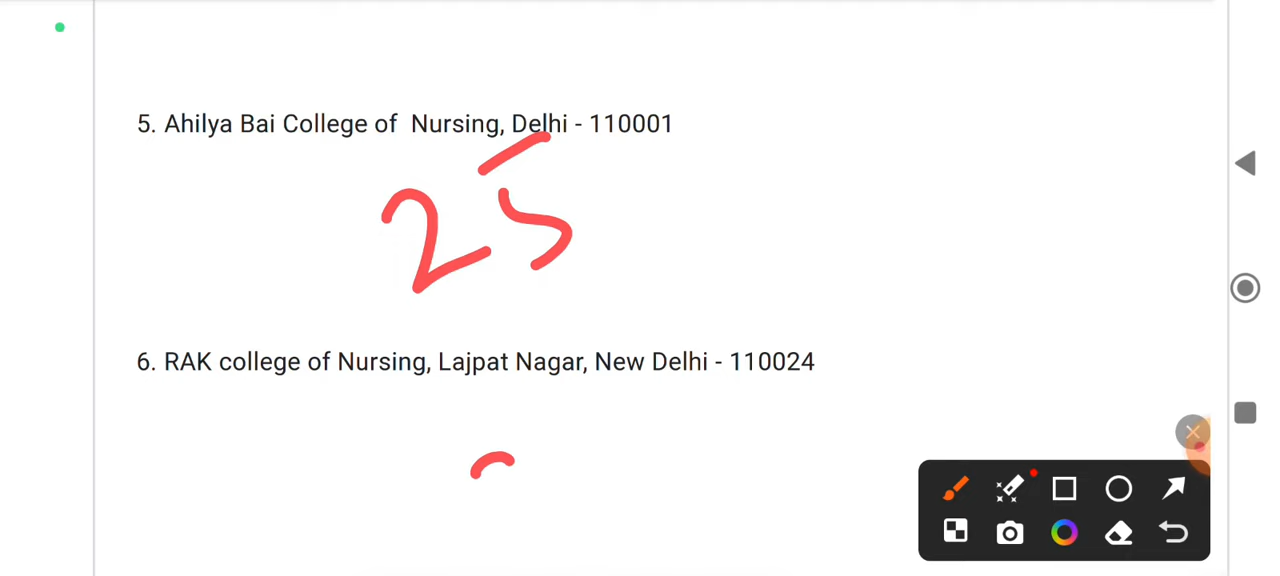 5. Ahilya Bai College of  Nursing, Delhi - 110001
25
6. RAK college of Nursing, Lajpat Nagar, New Delhi - 110024